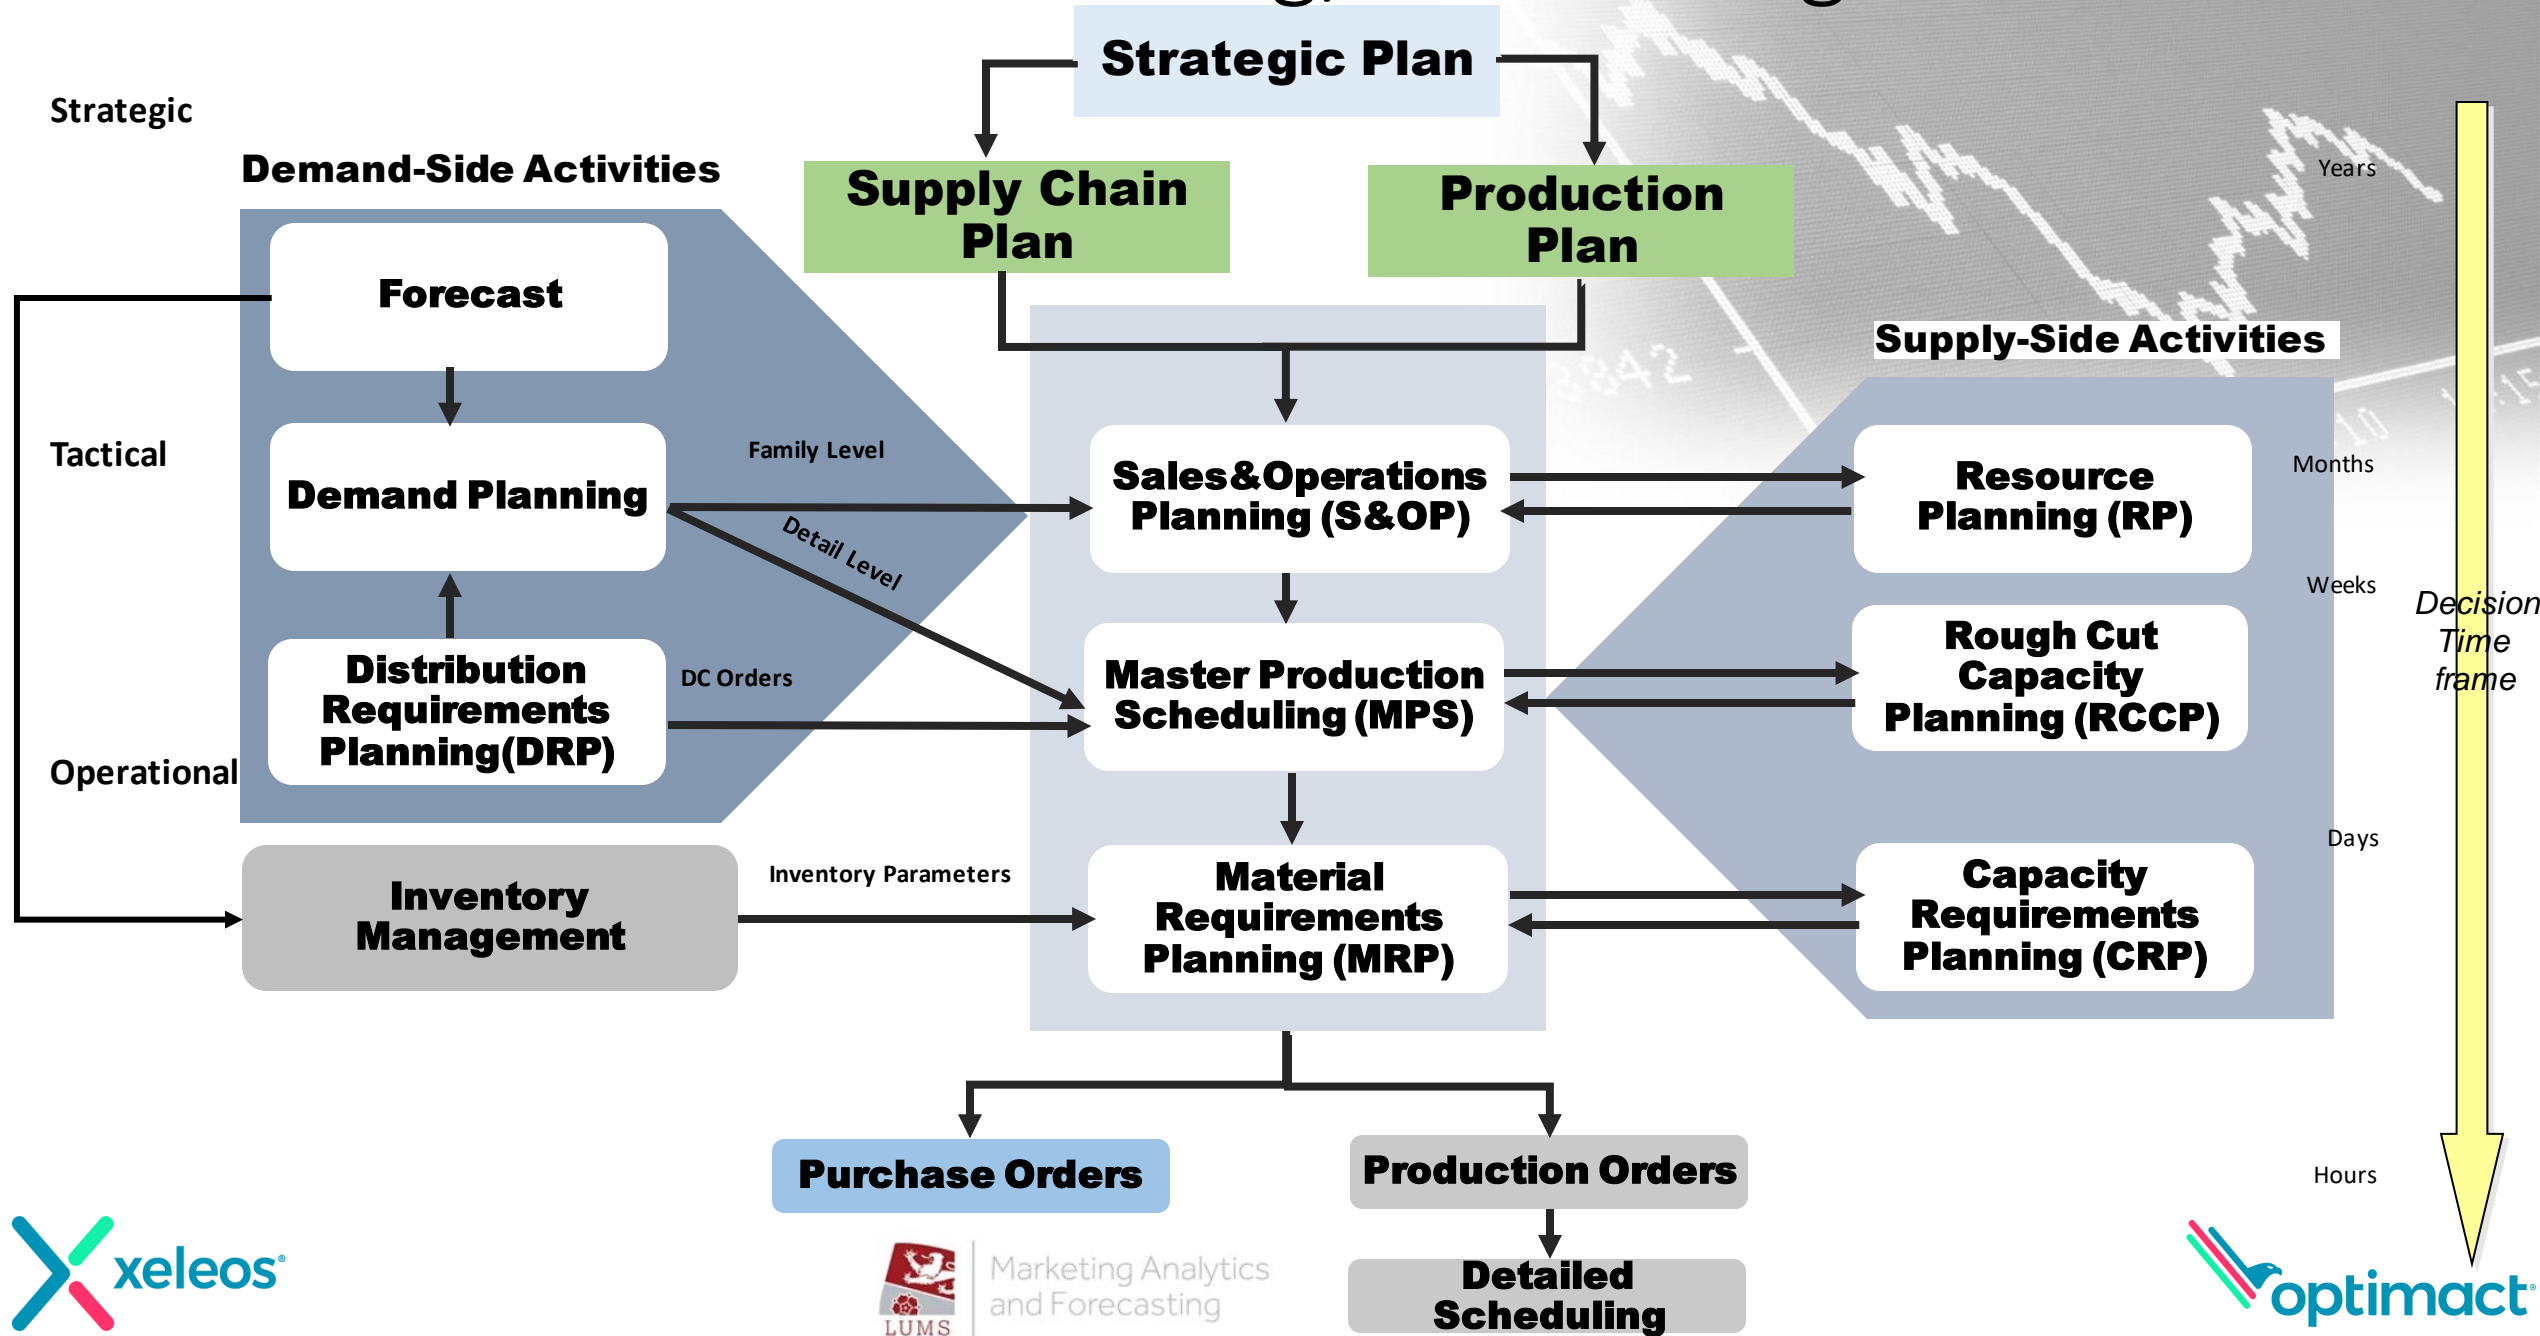 Strategic Plan
Strategic
Demand-Side Activities
Supply Chain
Plan
Production
Plan
Years
Forecast
Supply-Side Activities
Tactical
Family Level
Demand Planning
Detail Level
Sales&Operations
Planning (S&OP)
Resource
Planning (RP)
Months
Weeks
Decision
Time
frame
Distribution
Requirements
Planning(DRP)
DC Orders
Master Production
Scheduling (MPS)
Rough Cut
Capacity
Planning (RCCP)
Operational
Days
Inventory
Management
Inventory Parameters
Material
Requirements
Planning (MRP)
Capacity
Requirements
Planning (CRP)
Purchase Orders
Production Orders
Hours
Detailed
Scheduling
xeleos®
LUMS
Marketing Analytics
and Forecasting
optimact®